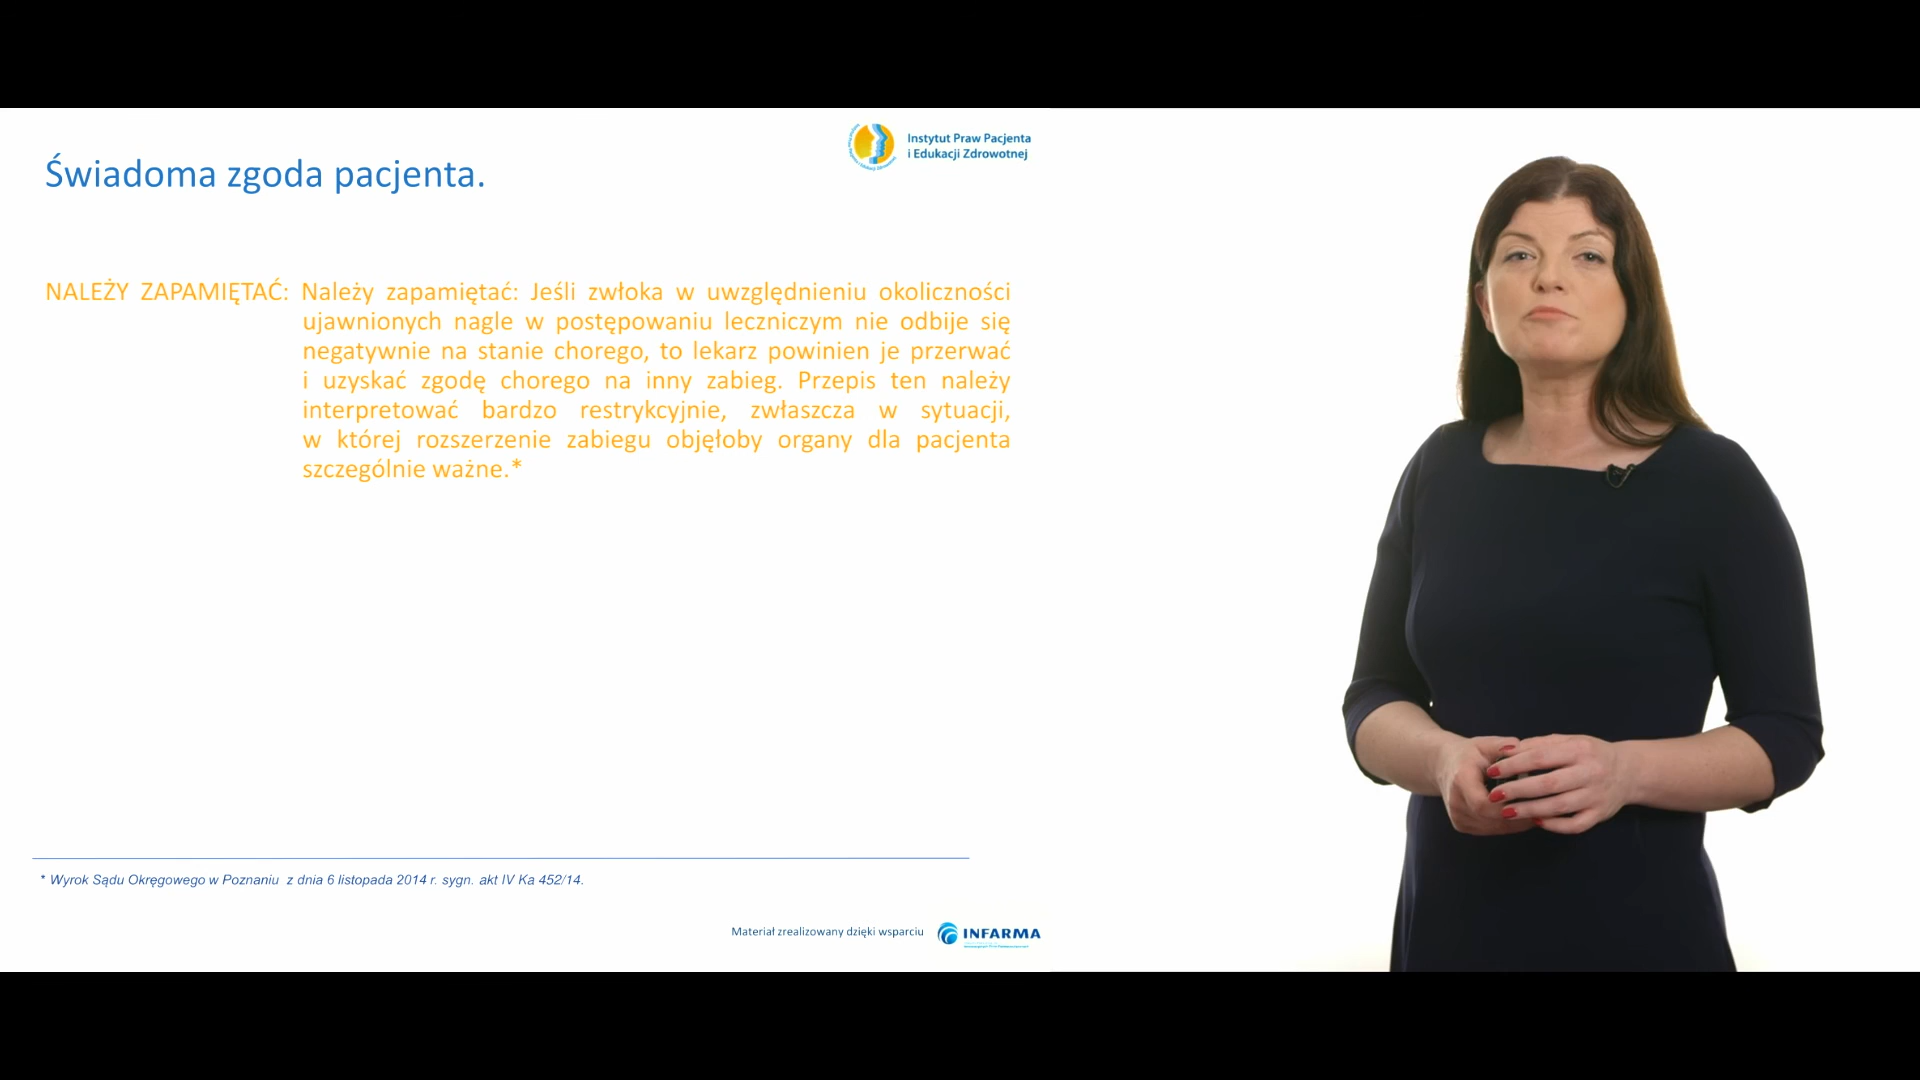 Instytut Praw Pacjenta
i Edukacji Zdrowotnej
Świadoma zgoda pacjenta.
NALEŻY ZAPAMIĘTAĆ: Należy zapamiętać: Jeśli zwłoka w uwzględnieniu okoliczności
ujawnionych nagle w postępowaniu leczniczym nie odbije się
negatywnie na stanie chorego, to lekarz powinien je przerwać
i uzyskać zgodę chorego na inny zabieg. Przepis ten należy
interpretować bardzo restrykcyjnie, zwłaszcza w sytuacji,
w której rozszerzenie zabiegu objęłoby organy dla pacjenta
szczególnie ważne.*
* Wyrok Sądu Okręgowego w Poznaniu z dnia 6 listopada 2014 r. sygn. akt IV Ka 452/14.
Materiał zrealizowany dzięki wsparciu
INFARMA